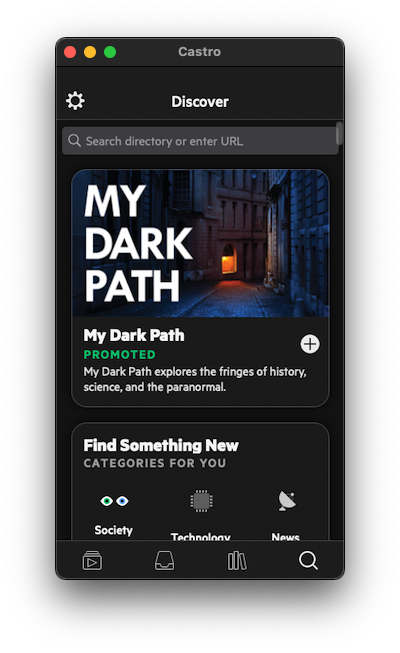 Castro
Discover
Search directory or enter URL
MY
DARK
PATH
My Dark Path
PROMOTED
My Dark Path explores the fringes of history,
science, and the paranormal.
Find Something New
CATEGORIES FOR YOU
Society
Technology
News